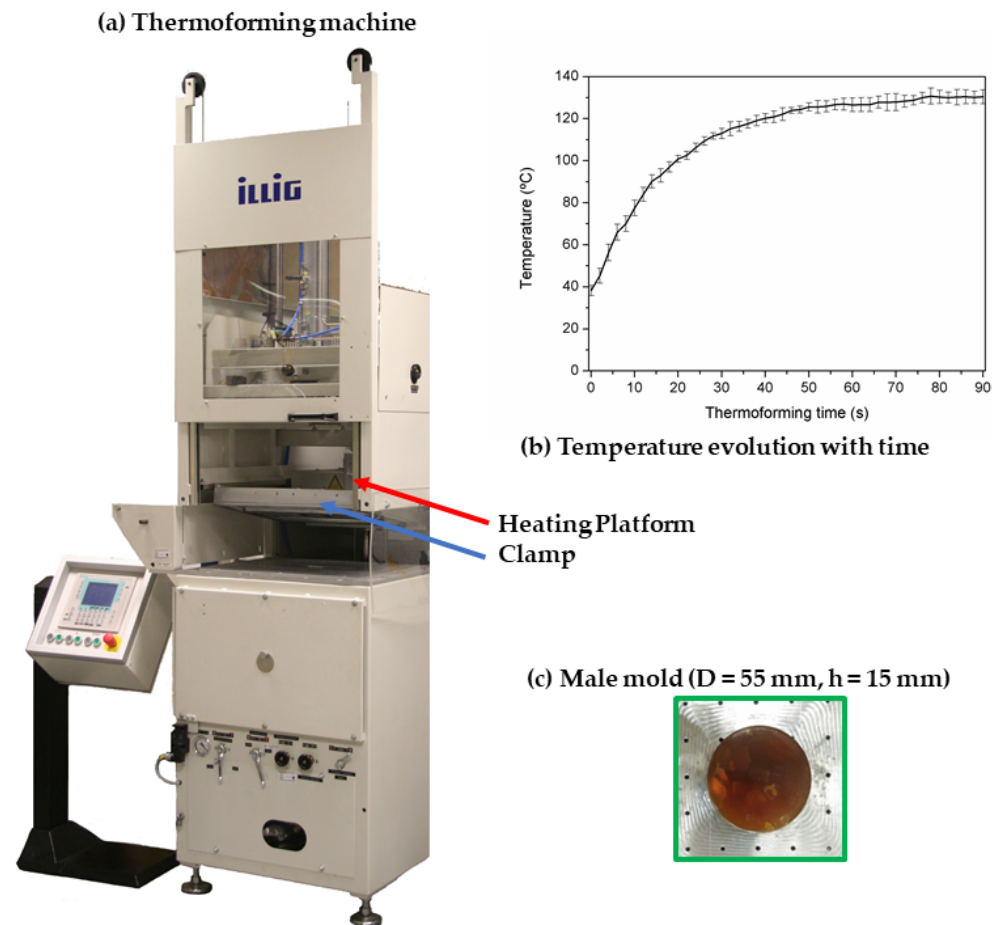 (a) Thermoforming machine
ILLIG
140
120
100
80
60
40
20
0
Temperature (ºC)
0 10 20 30 40 50 60 70 80 90
Thermoforming time (s)
(b) Temperature evolution with time
Heating Platform
Clamp
(c) Male mold (D = 55 mm, h = 15 mm)